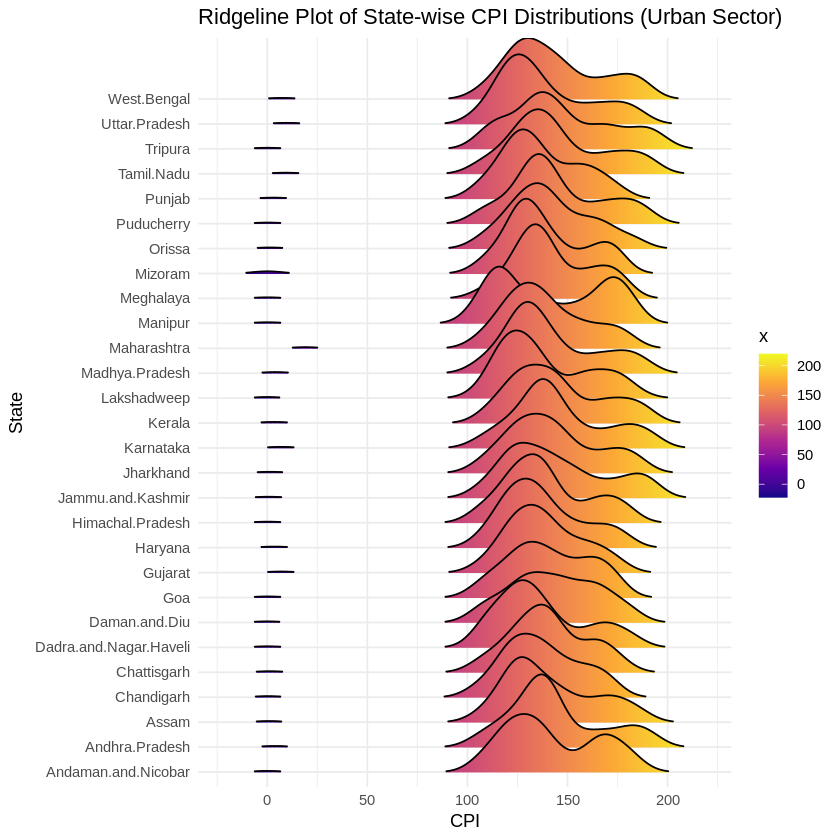 Ridgeline Plot of State-wise CPI Distributions (Urban Sector)
West.Bengal
Uttar.Pradesh
Tripura
Tamil.Nadu
Punjab
Puducherry
Orissa
Mizoram
Meghalaya
Manipur
Maharashtra
Madhya.Pradesh
Lakshadweep
Kerala
Karnataka
Jharkhand
Jammu.and.Kashmir
Himachal.Pradesh
Haryana
Gujarat
Goa
Daman.and.Diu
Dadra.and.Nagar.Haveli
Chattisgarh
Chandigarh
Assam
Andhra.Pradesh
Andaman.and.Nicobar
State
0 50 100 150 200
CPI
x
200
150
100
50
0